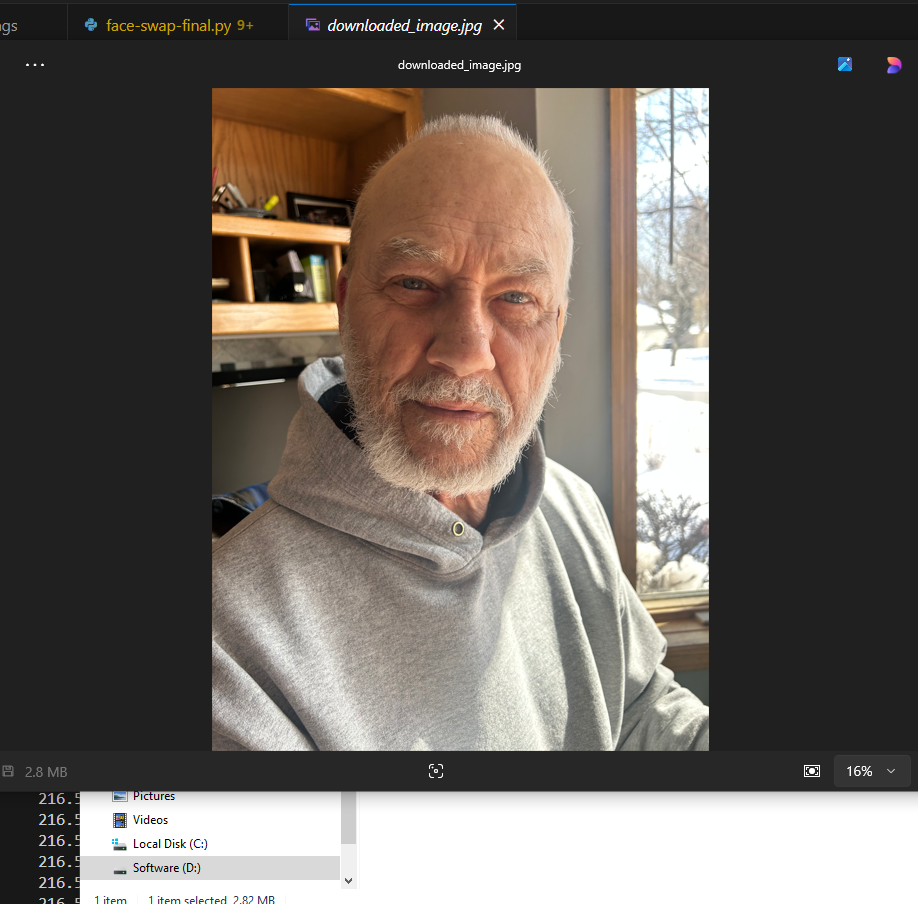 gs
face-swap-final.py 9+
downloaded_image.jpg
downloaded_image.jpg
2.8 MB
16%
216.5
Pictures
216.5
Videos
216.5
Local Disk (C:)
216.5
Software (D:)
216.5
216.5
1 item
1 item selected 2.82 MB